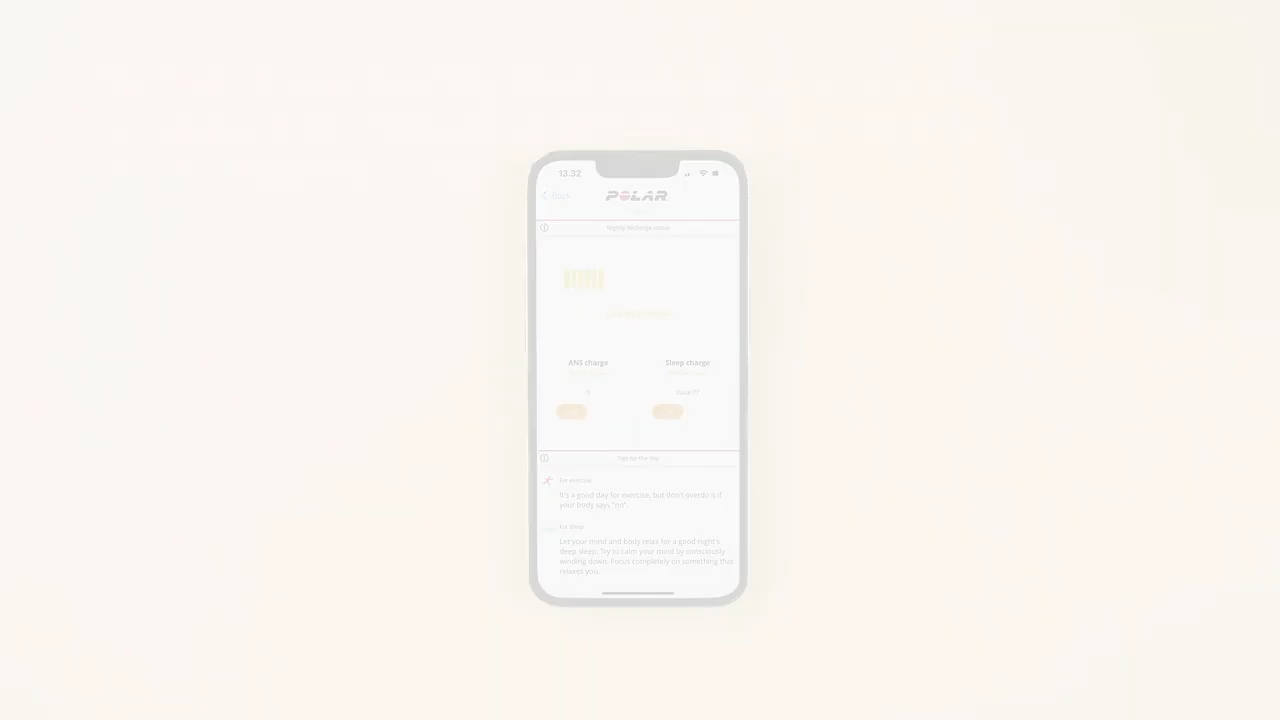 13.32
Back
POLAR
Nightly Recharge status
ANS charge
Sleep charge
Tips for the day
For exercise
It's a good day for exercise, but don't overdo is if
your body says "no".
For sleep
Let your mind and body relax for a good night's
deep sleep. Try to calm your mind by consciously
winding down. Focus completely on something that
relaxes you.